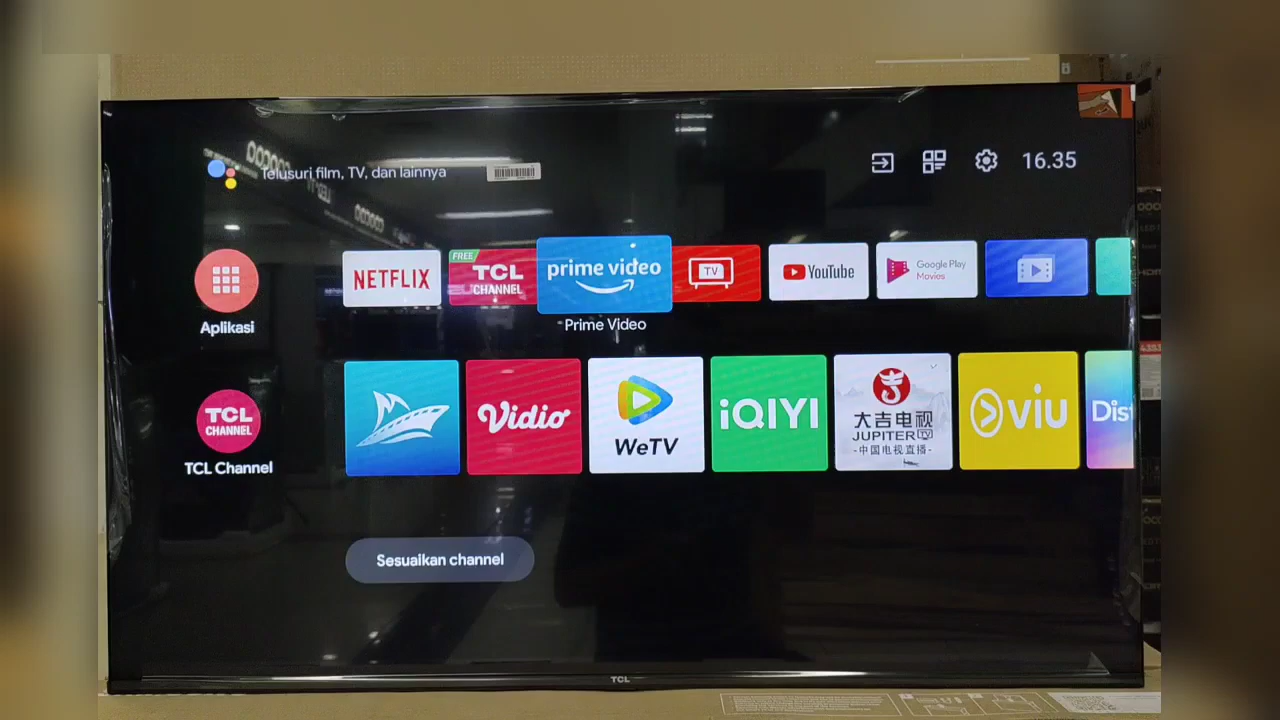 Telusuri film, TV, dan lainnya
16.35
Aplikasi
NETFLIX
FREE
TCL
CHANNEL
prime video
Prime Video
TV
YouTube
Google Play
Movies
TCL
CHANNEL
TCL Channel
Vidio
WeTV
iQIYI
大吉电视
JUPITER TV
-中国电视直播-
viu
Dis
Sesuaikan channel
TCL